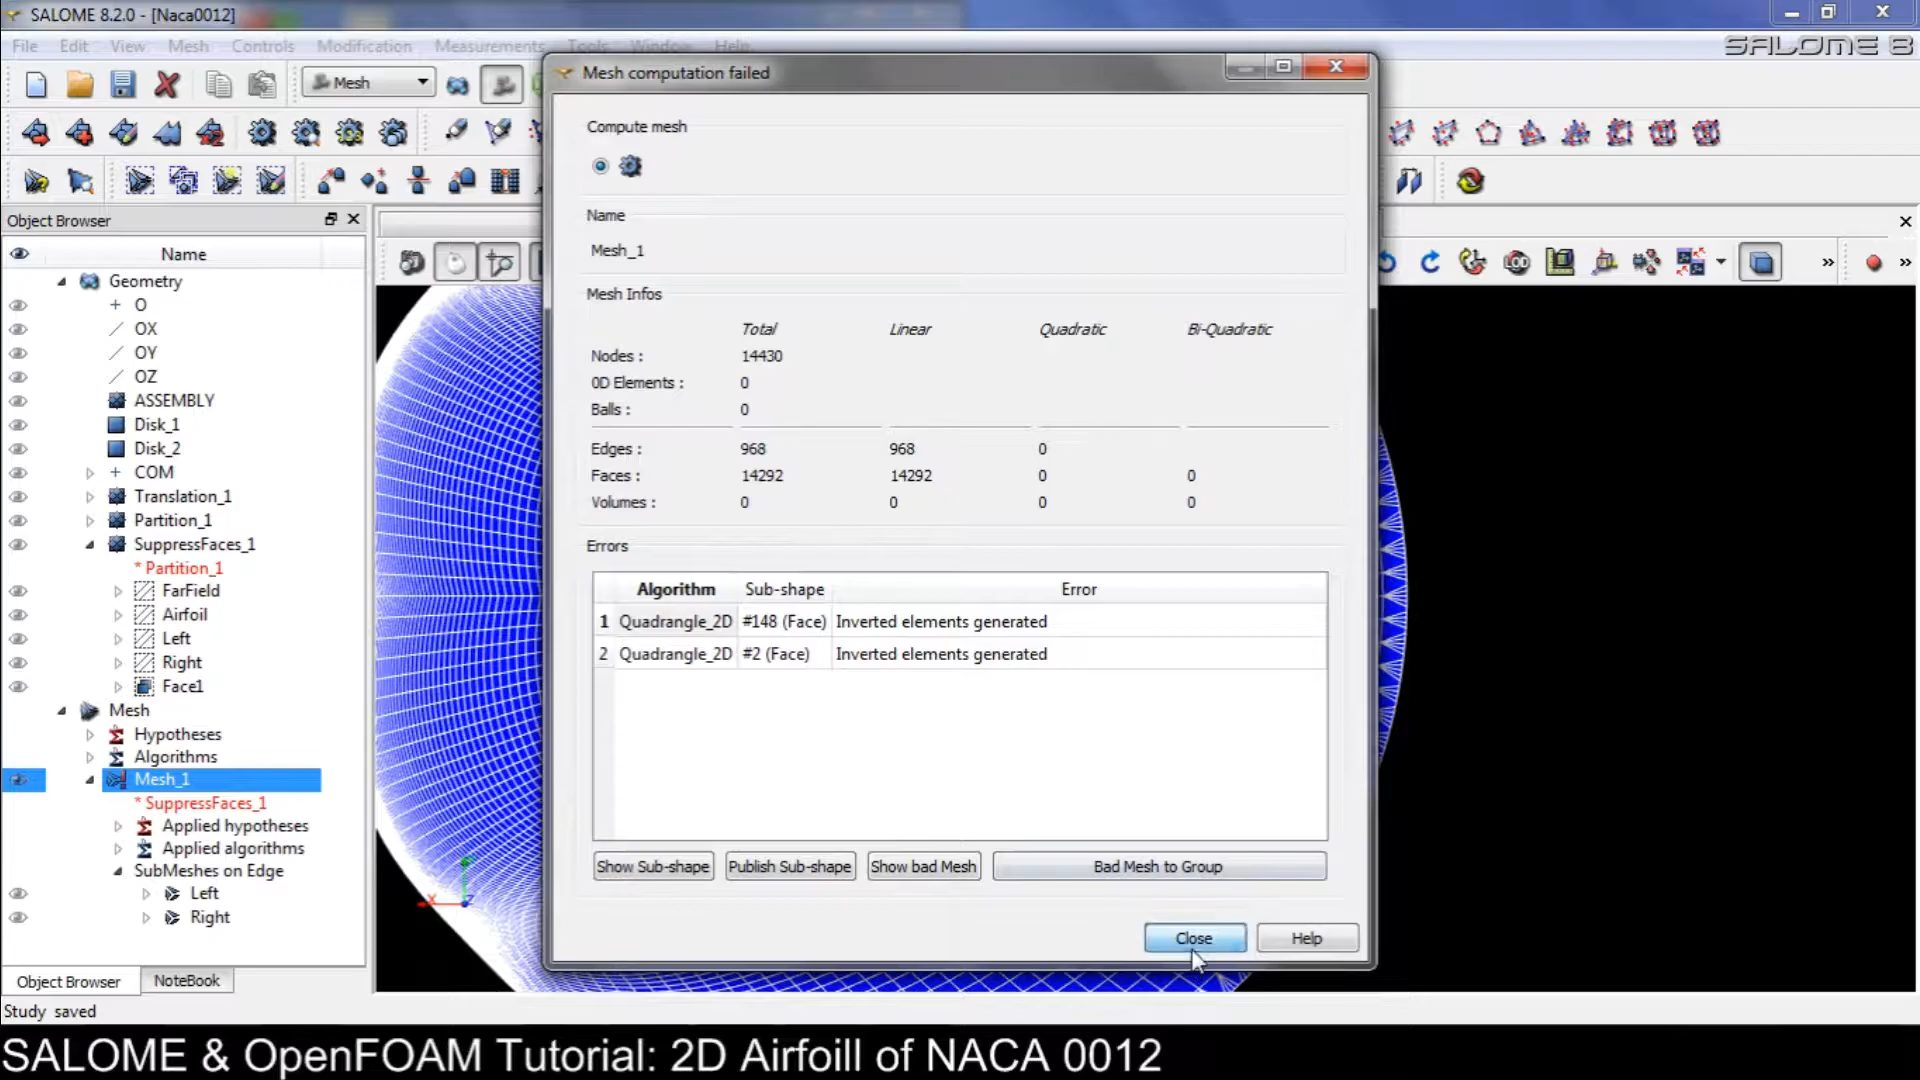 SALOME 8.2.0 - [Naca0012]
File Edit View Mesh Controls Modification Measurements Tools Window Help
SALOME 8
Mesh
Object Browser
Name
Geometry
O
OX
OY
OZ
ASSEMBLY
Disk_1
Disk_2
COM
Translation_1
Partition_1
SuppressFaces_1
* Partition_1
FarField
Airfoil
Left
Right
Face1
Mesh
Hypotheses
Algorithms
Mesh_1
* SuppressFaces_1
Applied hypotheses
Applied algorithms
SubMeshes on Edge
Left
Right
Object Browser NoteBook
Study saved
Mesh computation failed
Compute mesh
Name
Mesh_1
Mesh Infos
Total Linear Quadratic Bi-Quadratic
Nodes : 14430
0D Elements : 0
Balls : 0
Edges : 968 968 0
Faces : 14292 14292 0 0
Volumes : 0 0 0 0
Errors
Algorithm Sub-shape Error
1 Quadrangle_2D #148 (Face) Inverted elements generated
2 Quadrangle_2D #2 (Face) Inverted elements generated
Show Sub-shape Publish Sub-shape Show bad Mesh Bad Mesh to Group
Close Help
LOD
X
SALOME & OpenFOAM Tutorial: 2D Airfoill of NACA 0012